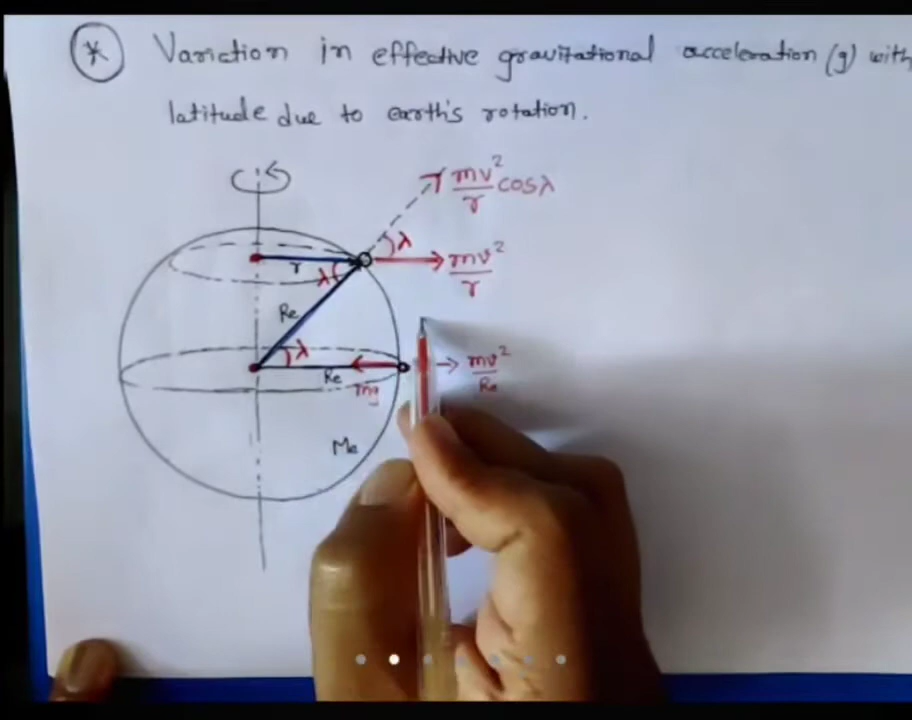 * Variction in effective gravitational acceleration (g) with
latitude due to earth's rotation.
mv²/r cosλ
λ
mv²/r
r
λ
Re
λ
Re
mg
mv²/Re
Me